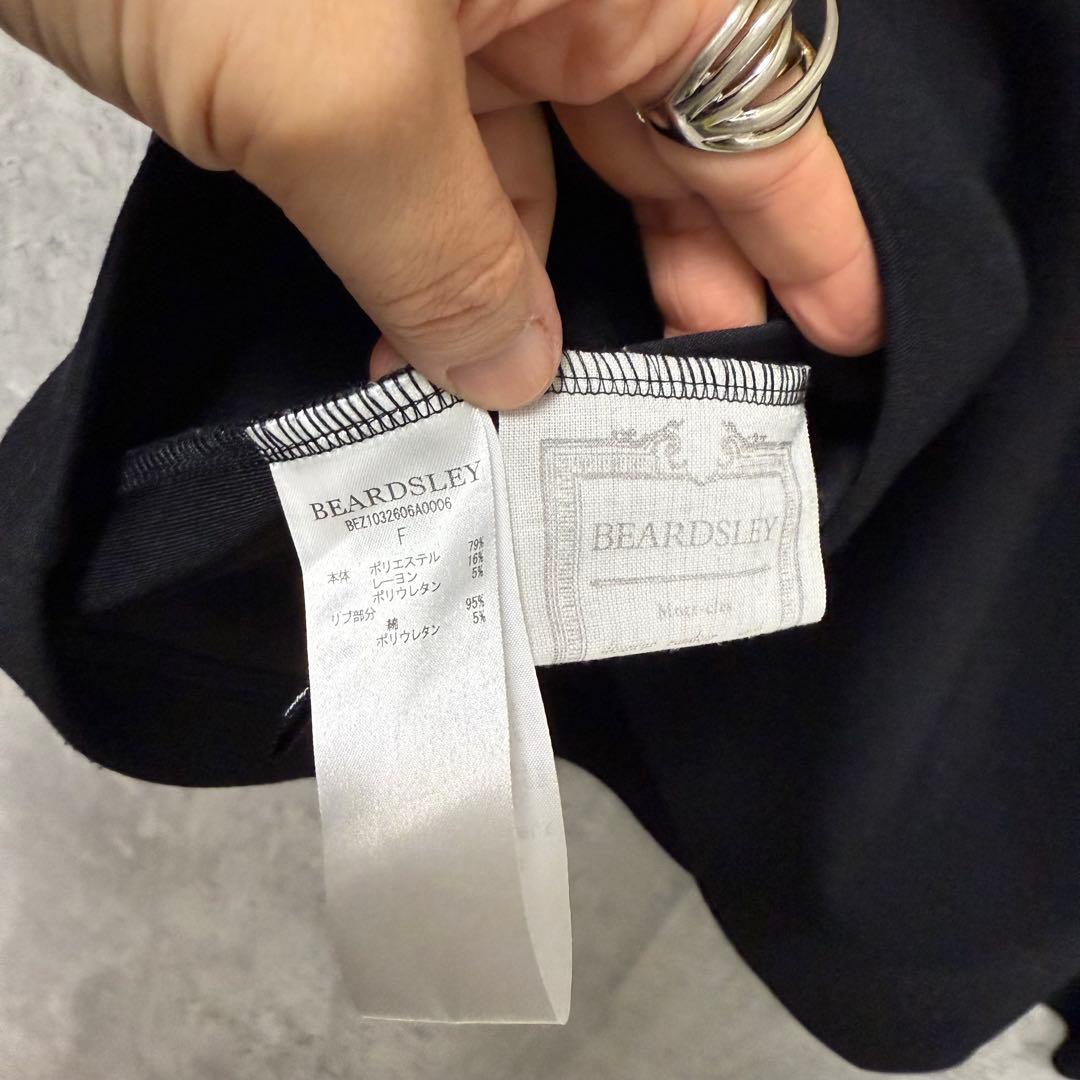 BEARDSLEY
BEZ1032606A0006
F
本体 ポリエステル 79%
レーヨン 16%
ポリウレタン 5%
リブ部分
綿 95%
ポリウレタン 5%
BEARDSLEY